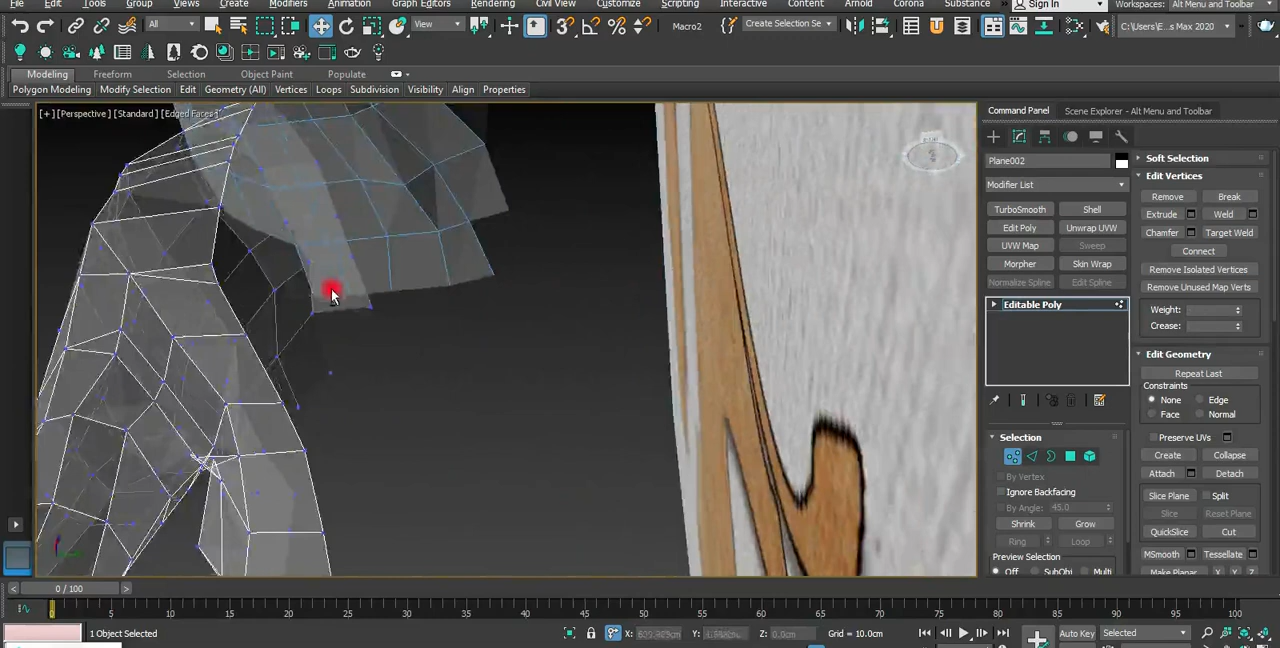 File Edit Tools Group Views Create Modifiers Animation Graph Editors Rendering Civil View Customize Scripting Interactive Content Arnold Corona Substance Sign In Workspaces: Alt Menu and Toolbar
All View Macro2 Create Selection Se C:\Users\E...s Max 2020
Modeling Freeform Selection Object Paint Populate
Polygon Modeling Modify Selection Edit Geometry (All) Vertices Loops Subdivision Visibility Align Properties
[+] [Perspective] [Standard] [Edged Faces]
Command Panel Scene Explorer - Alt Menu and Toolbar
Plane002
Modifier List
TurboSmooth Shell
Edit Poly Unwrap UVW
UVW Map Sweep
Morpher Skin Wrap
Normalize Spline Edit Spline
Editable Poly
Selection
By Vertex
Ignore Backfacing
By Angle: 45.0
Shrink Grow
Ring Loop
Preview Selection
Off SubObj Multi
Soft Selection
Edit Vertices
Remove Break
Extrude Weld
Chamfer Target Weld
Connect
Remove Isolated Vertices
Remove Unused Map Verts
Weight:
Crease:
Edit Geometry
Repeat Last
Constraints
None Edge
Face Normal
Preserve UVs
Create Collapse
Attach Detach
Slice Plane Split
Slice Reset Plane
QuickSlice Cut
MSmooth Tessellate
Make Planar X Y Z
0 / 100
0 5 10 15 20 25 30 35 40 45 50 55 60 65 70 75 80 85 90 95 100
1 Object Selected X: Y: Z: 0.0cm Grid = 10.0cm Auto Key Selected